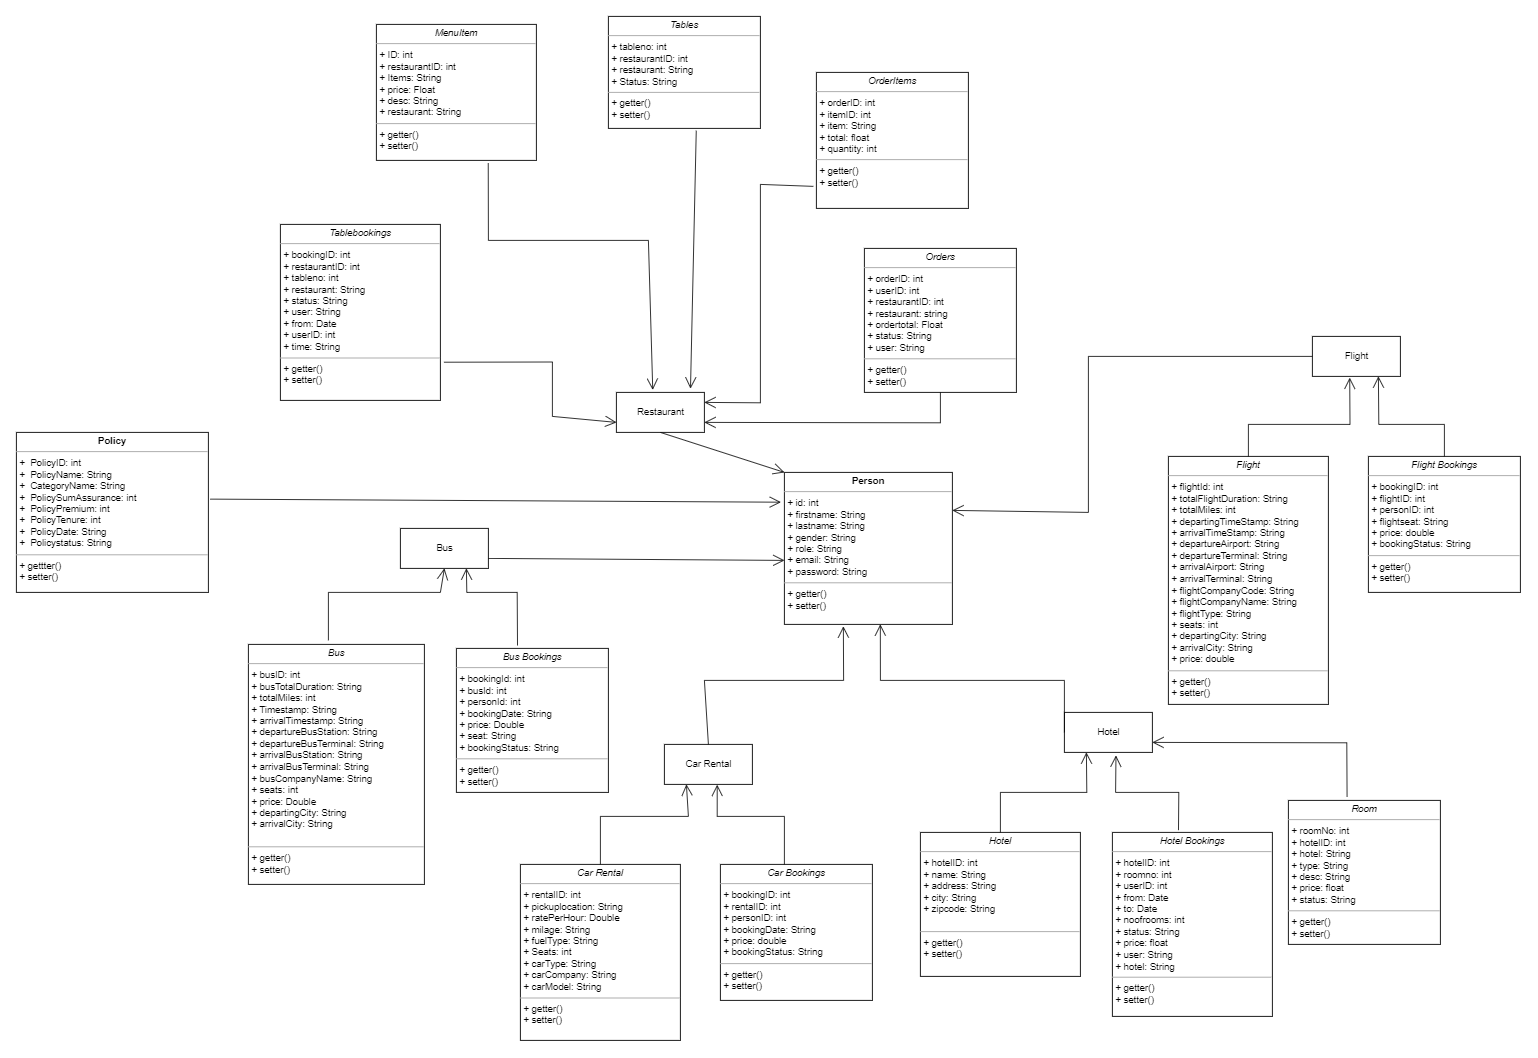 MenuItem
+ ID: int
+ restaurantID: int
+ Items: String
+ price: Float
+ desc: String
+ restaurant: String
+ getter()
+ setter()
Tables
+ tableno: int
+ restaurantID: int
+ restaurant: String
+ Status: String
+ getter()
+ setter()
OrderItems
+ orderID: int
+ itemID: int
+ item: String
+ total: float
+ quantity: int
+ getter()
+ setter()
Tablebookings
+ bookingID: int
+ restaurantID: int
+ tableno: int
+ restaurant: String
+ status: String
+ user: String
+ from: Date
+ userID: int
+ time: String
+ getter()
+ setter()
Orders
+ orderID: int
+ userID: int
+ restaurantID: int
+ restaurant: string
+ ordertotal: Float
+ status: String
+ user: String
+ getter()
+ setter()
Flight
Restaurant
Policy
+ PolicyID: int
+ PolicyName: String
+ CategoryName: String
+ PolicySumAssurance: int
+ PolicyPremium: int
+ PolicyTenure: int
+ PolicyDate: String
+ Policystatus: String
+ gettter()
+ setter()
Person
+ id: int
+ firstname: String
+ lastname: String
+ gender: String
+ role: String
+ email: String
+ password: String
+ getter()
+ setter()
Flight
+ flightId: int
+ totalFlightDuration: String
+ totalMiles: int
+ departingTimeStamp: String
+ arrivalTimeStamp: String
+ departureAirport: String
+ departureTerminal: String
+ arrivalAirport: String
+ arrivalTerminal: String
+ flightCompanyCode: String
+ flightCompanyName: String
+ flightType: String
+ seats: int
+ departingCity: String
+ arrivalCity: String
+ price: double
+ getter()
+ setter()
Flight Bookings
+ bookingID: int
+ flightID: int
+ personID: int
+ flightseat: String
+ price: double
+ bookingStatus: String
+ getter()
+ setter()
Bus
Bus
+ busID: int
+ busTotalDuration: String
+ totalMiles: int
+ Timestamp: String
+ arrivalTimestamp: String
+ departureBusStation: String
+ departureBusTerminal: String
+ arrivalBusStation: String
+ arrivalBusTerminal: String
+ busCompanyName: String
+ seats: int
+ price: Double
+ departingCity: String
+ arrivalCity: String
+ getter()
+ setter()
Bus Bookings
+ bookingId: int
+ busId: int
+ personId: int
+ bookingDate: String
+ price: Double
+ seat: String
+ bookingStatus: String
+ getter()
+ setter()
Car Rental
Hotel
Car Rental
+ rentalID: int
+ pickuplocation: String
+ ratePerHour: Double
+ milage: String
+ fuelType: String
+ Seats: int
+ carType: String
+ carCompany: String
+ carModel: String
+ getter()
+ setter()
Car Bookings
+ bookingID: int
+ rentalID: int
+ personID: int
+ bookingDate: String
+ price: double
+ bookingStatus: String
+ getter()
+ setter()
Hotel
+ hotelID: int
+ name: String
+ address: String
+ city: String
+ zipcode: String
+ getter()
+ setter()
Hotel Bookings
+ hotelID: int
+ roomno: int
+ userID: int
+ from: Date
+ to: Date
+ noofrooms: int
+ status: String
+ price: float
+ user: String
+ hotel: String
+ getter()
+ setter()
Room
+ roomNo: int
+ hotelID: int
+ hotel: String
+ type: String
+ desc: String
+ price: float
+ status: String
+ getter()
+ setter()